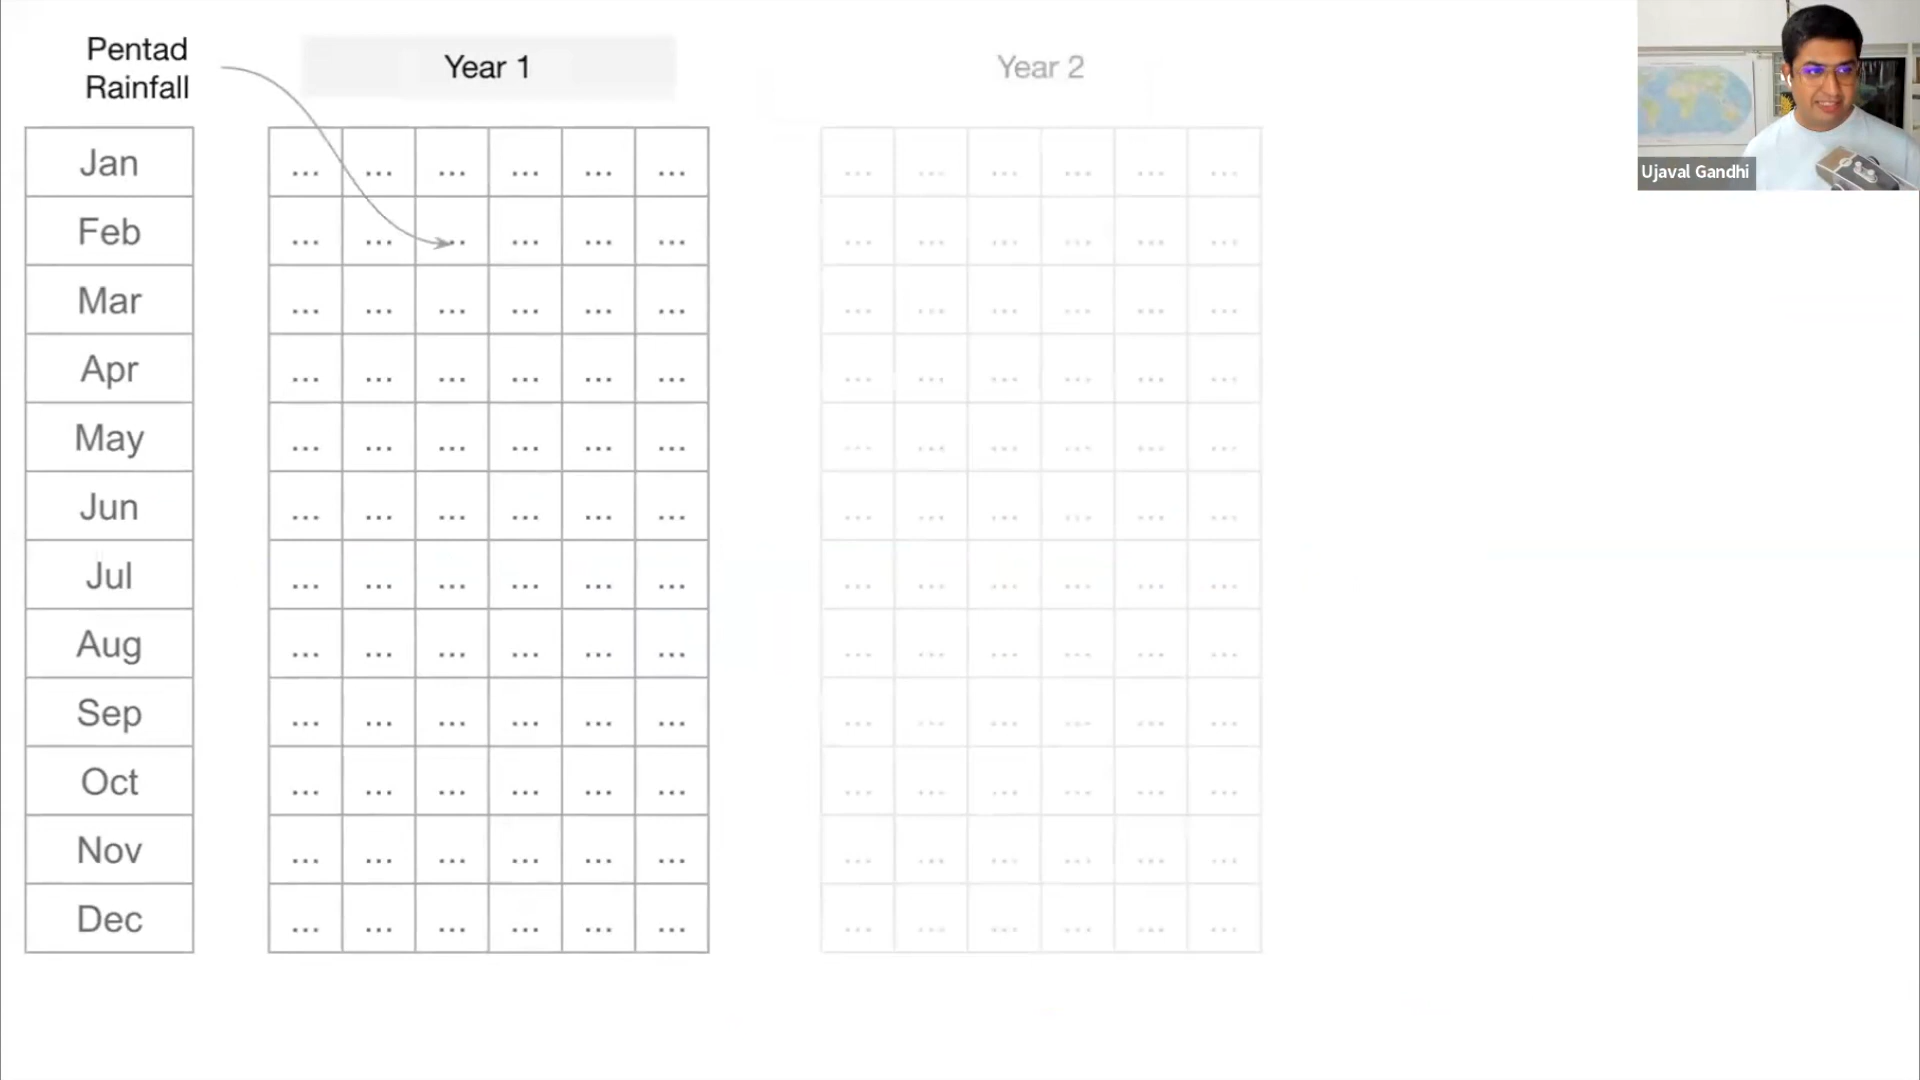 Pentad
Rainfall
Year 1
Year 2
Ujaval Gandhi
Jan ... ... ... ... ... ... ... ... ... ... ... ...
Feb ... ... ... ... ... ... ... ... ... ... ... ...
Mar ... ... ... ... ... ... ... ... ... ... ... ...
Apr ... ... ... ... ... ... ... ... ... ... ... ...
May ... ... ... ... ... ... ... ... ... ... ... ...
Jun ... ... ... ... ... ... ... ... ... ... ... ...
Jul ... ... ... ... ... ... ... ... ... ... ... ...
Aug ... ... ... ... ... ... ... ... ... ... ... ...
Sep ... ... ... ... ... ... ... ... ... ... ... ...
Oct ... ... ... ... ... ... ... ... ... ... ... ...
Nov ... ... ... ... ... ... ... ... ... ... ... ...
Dec ... ... ... ... ... ... ... ... ... ... ... ...